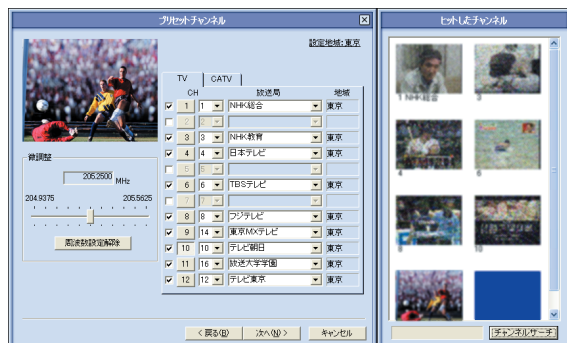 プリセットチャンネル
設定地域:東京
TV CATV
CH 放送局 地域
1 1 NHK総合 東京
2 2
3 3 NHK教育 東京
4 4 日本テレビ 東京
5 5
6 6 TBSテレビ 東京
7 7
8 8 フジテレビ 東京
9 14 東京MXテレビ 東京
10 10 テレビ朝日 東京
11 16 放送大学学園 東京
12 12 テレビ東京 東京
微調整
205.2500 MHz
204.9375 205.5625
周波数設定解除
< 戻る(B) 次へ(N) > キャンセル
ヒットしたチャンネル
1 NHK総合 3
4 6
8 10
チャンネルサーチ